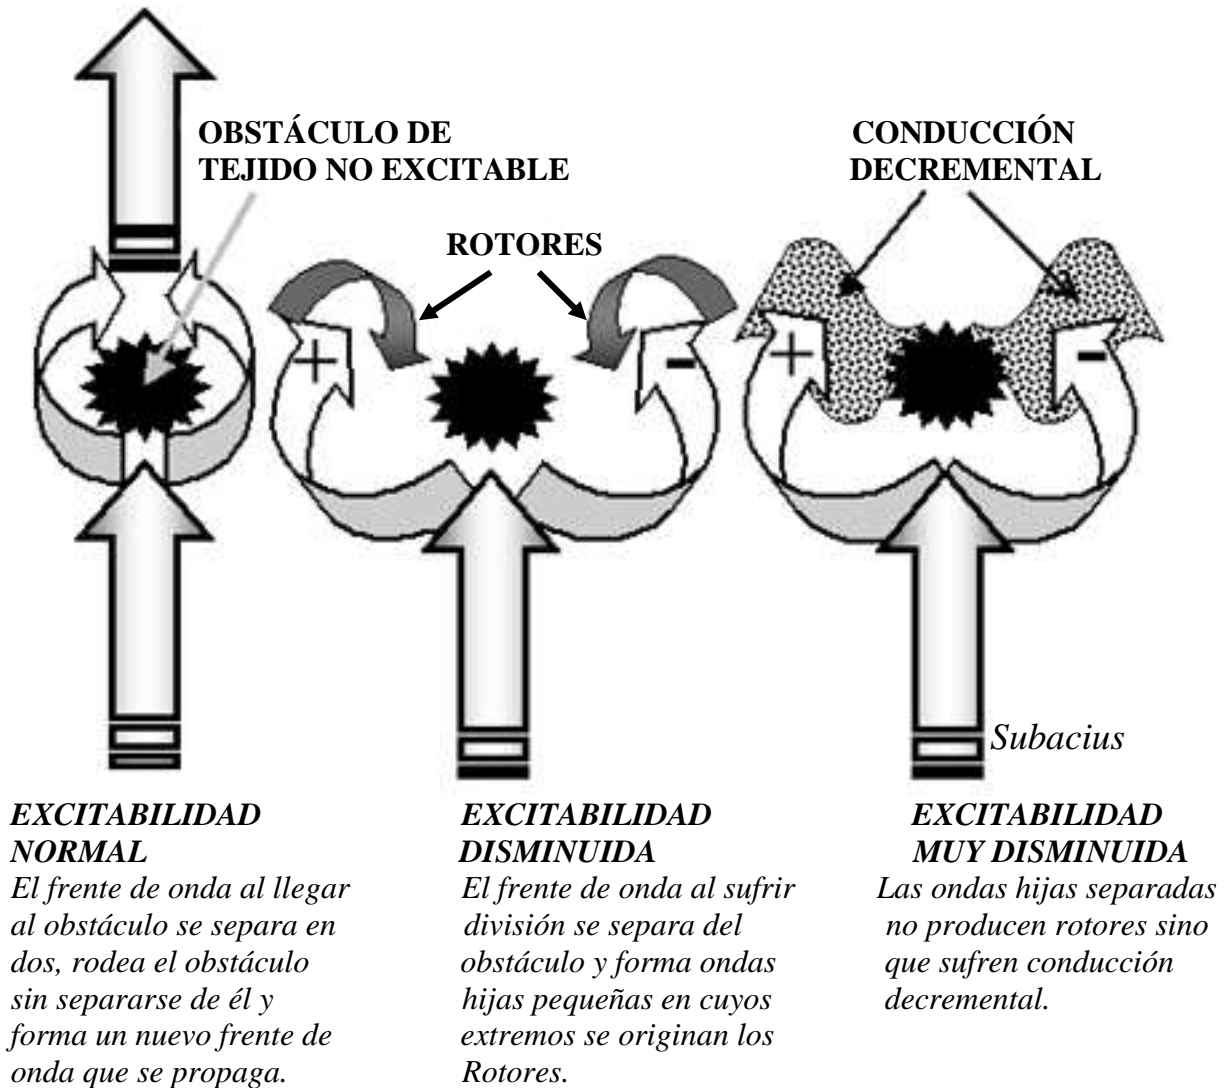 OBSTÁCULO DE
TEJIDO NO EXCITABLE
CONDUCCIÓN
DECREMENTAL
ROTORES
+
-
+
-
Subacius
EXCITABILIDAD
NORMAL
El frente de onda al llegar
al obstáculo se separa en
dos, rodea el obstáculo
sin separarse de él y
forma un nuevo frente de
onda que se propaga.
EXCITABILIDAD
DISMINUIDA
El frente de onda al sufrir
división se separa del
obstáculo y forma ondas
hijas pequeñas en cuyos
extremos se originan los
Rotores.
EXCITABILIDAD
MUY DISMINUIDA
Las ondas hijas separadas
no producen rotores sino
que sufren conducción
decremental.